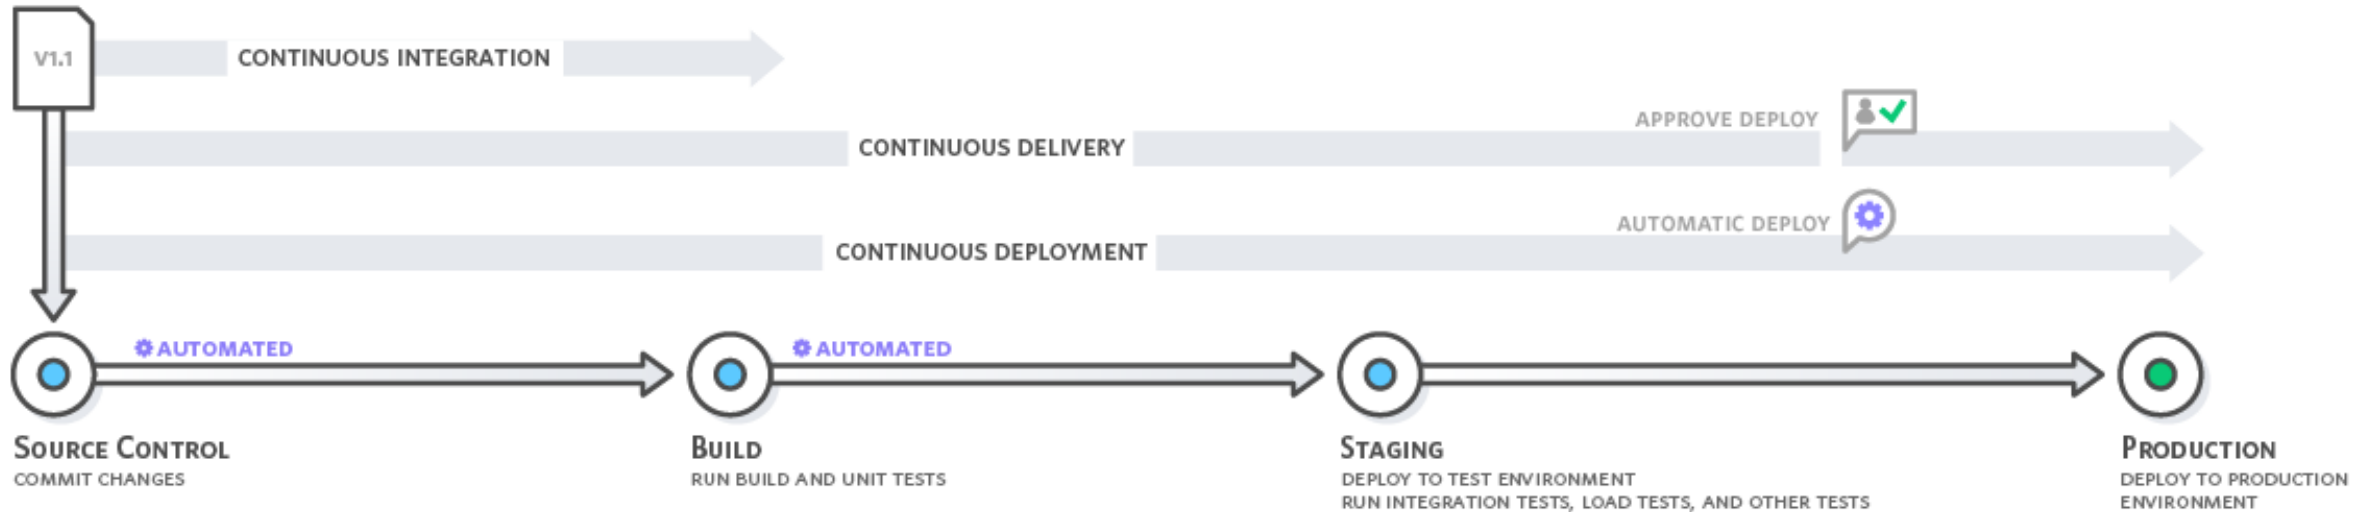 V1.1
CONTINUOUS INTEGRATION
APPROVE DEPLOY
CONTINUOUS DELIVERY
AUTOMATIC DEPLOY
CONTINUOUS DEPLOYMENT
AUTOMATED
AUTOMATED
SOURCE CONTROL
COMMIT CHANGES
BUILD
RUN BUILD AND UNIT TESTS
STAGING
DEPLOY TO TEST ENVIRONMENT
RUN INTEGRATION TESTS, LOAD TESTS, AND OTHER TESTS
PRODUCTION
DEPLOY TO PRODUCTION
ENVIRONMENT